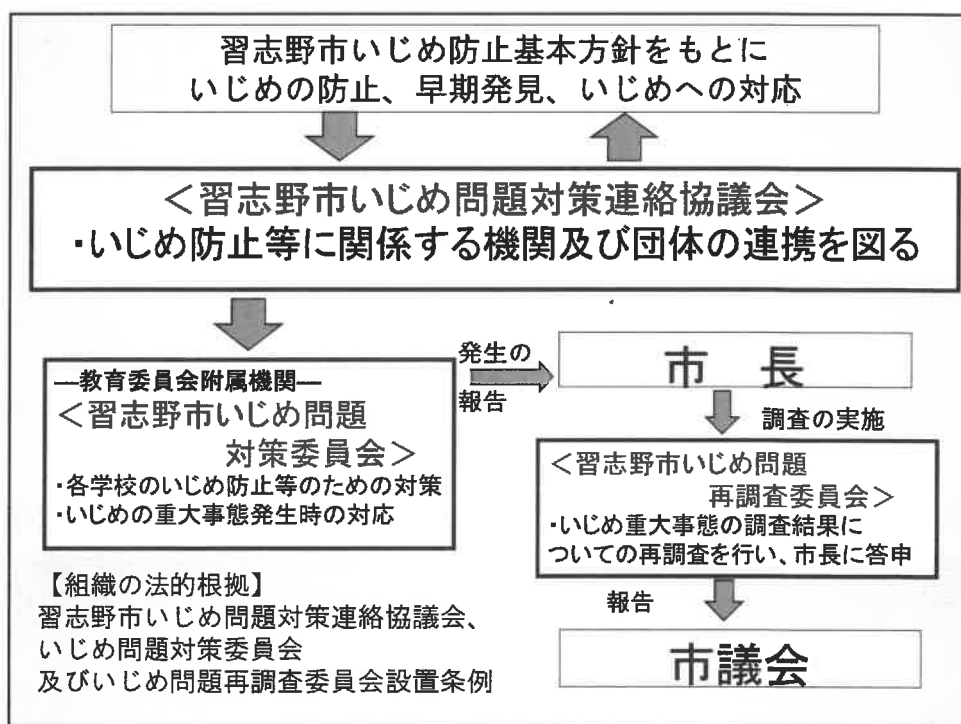 習志野市いじめ防止基本方針をもとに
いじめの防止、早期発見、いじめへの対応
＜習志野市いじめ問題対策連絡協議会＞
・いじめ防止等に関係する機関及び団体の連携を図る
―教育委員会附属機関―
＜習志野市いじめ問題
対策委員会＞
・各学校のいじめ防止等のための対策
・いじめの重大事態発生時の対応
発生の
報告
市　長
調査の実施
＜習志野市いじめ問題
再調査委員会＞
・いじめ重大事態の調査結果に
ついての再調査を行い、市長に答申
報告
市議会
【組織の法的根拠】
習志野市いじめ問題対策連絡協議会、
いじめ問題対策委員会
及びいじめ問題再調査委員会設置条例